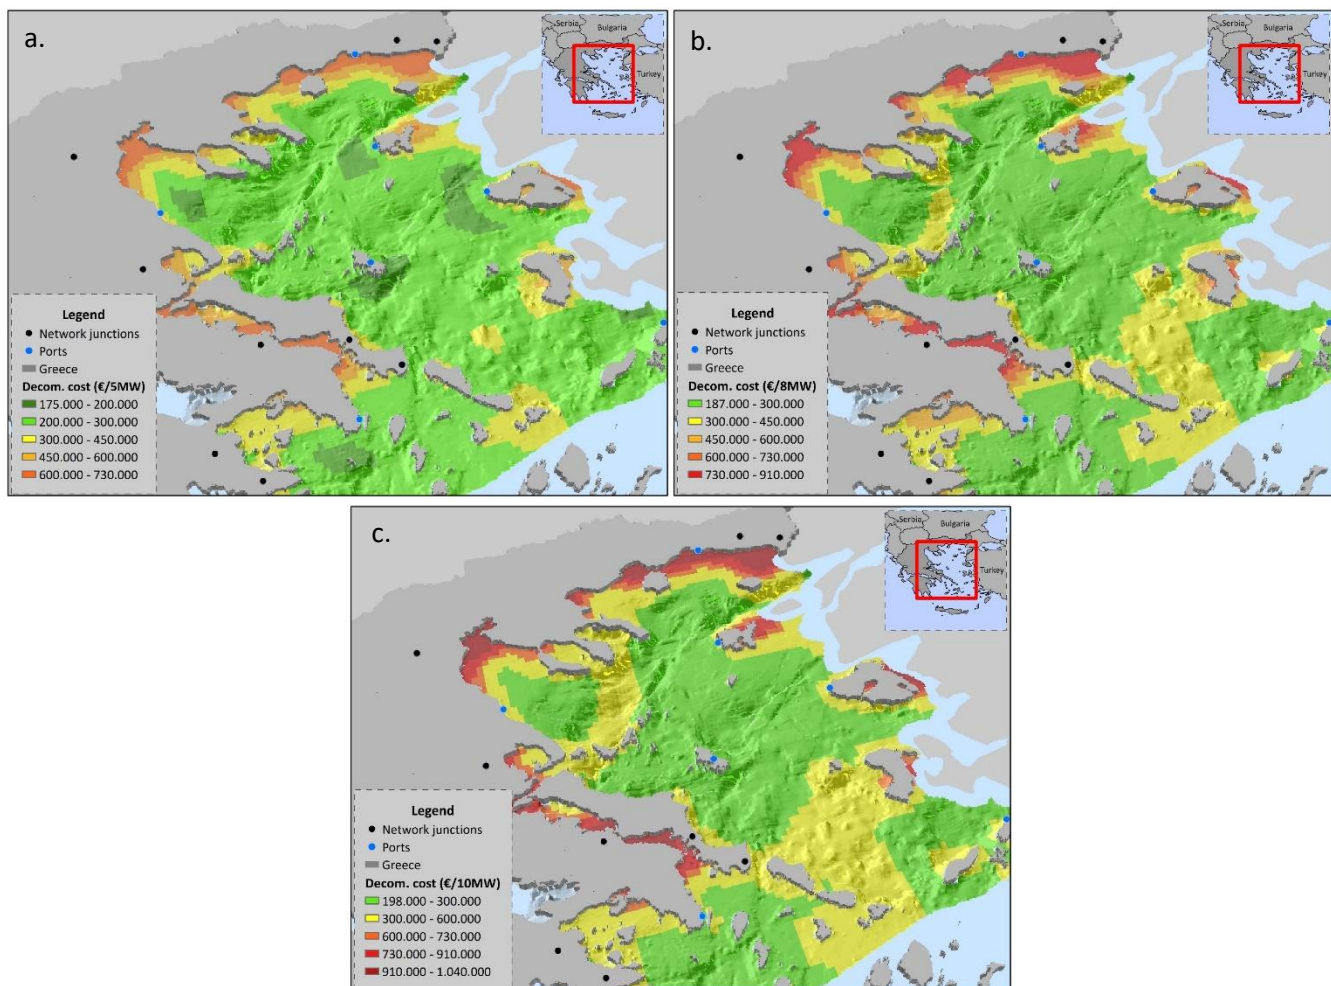 a.
Serbia
Bulgaria
Turkey
Legend
Network junctions
Ports
Greece
Decom. cost (€/5MW)
175.000 - 200.000
200.000 - 300.000
300.000 - 450.000
450.000 - 600.000
600.000 - 730.000
b.
Serbia
Bulgaria
Turkey
Legend
Network junctions
Ports
Greece
Decom. cost (€/8MW)
187.000 - 300.000
300.000 - 450.000
450.000 - 600.000
600.000 - 730.000
730.000 - 910.000
c.
Serbia
Bulgaria
Turkey
Legend
Network junctions
Ports
Greece
Decom. cost (€/10MW)
198.000 - 300.000
300.000 - 600.000
600.000 - 730.000
730.000 - 910.000
910.000 - 1.040.000